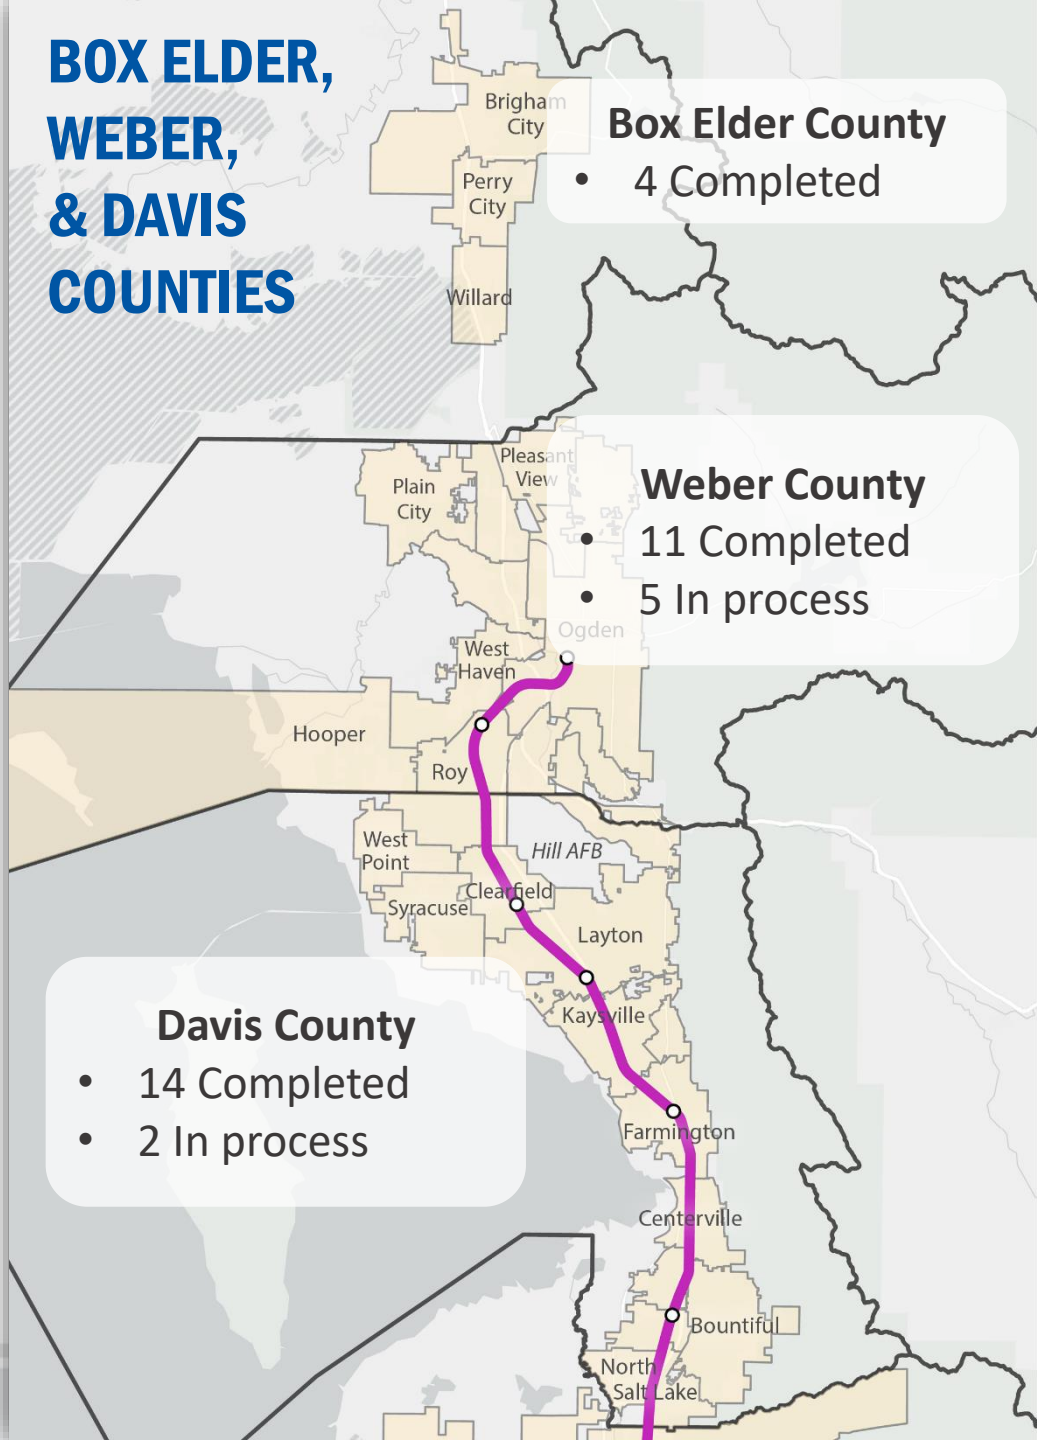 BOX ELDER,
WEBER,
& DAVIS
COUNTIES
Brigham
City
Perry
City
Willard
Box Elder County
• 4 Completed
Pleasant
View
Plain
City
Weber County
• 11 Completed
• 5 In process
Ogden
West
Haven
Hooper
Roy
West
Point
Hill AFB
Clearfield
Syracuse
Layton
Kaysville
Davis County
• 14 Completed
• 2 In process
Farmington
Centerville
Bountiful
North
Salt Lake